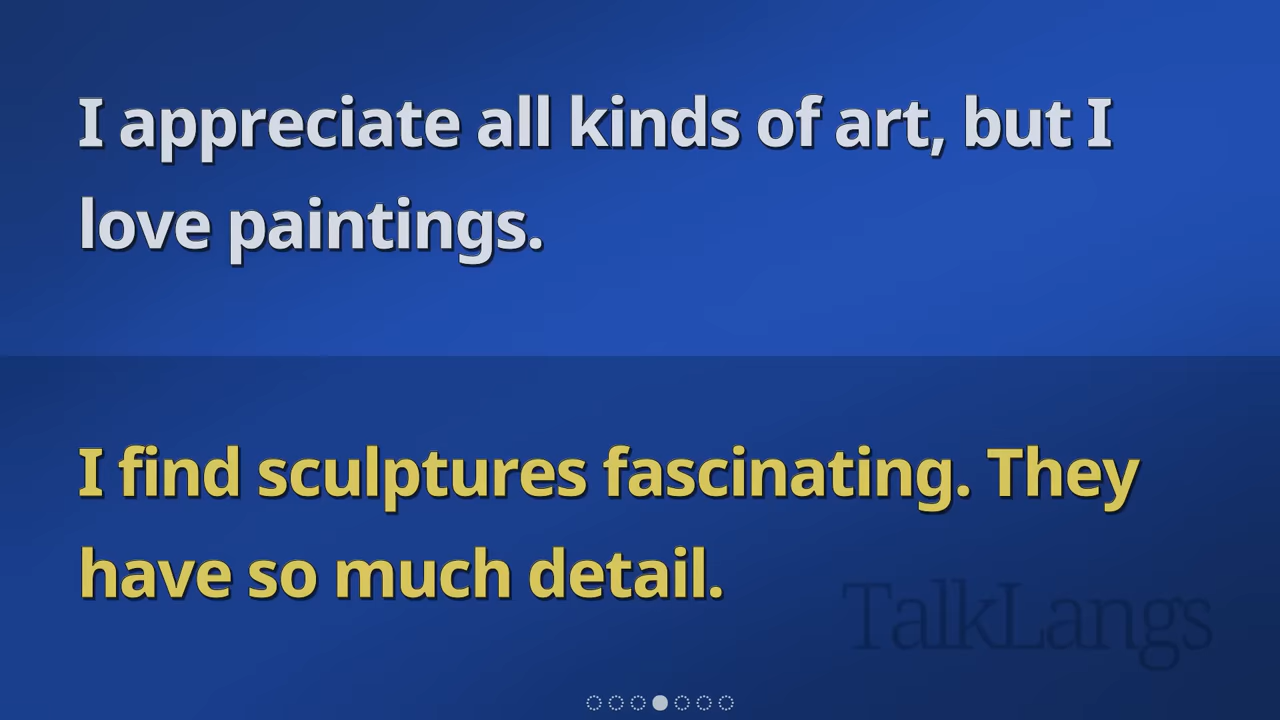 I appreciate all kinds of art, but I
love paintings.
I find sculptures fascinating. They
have so much detail.
TalkLangs